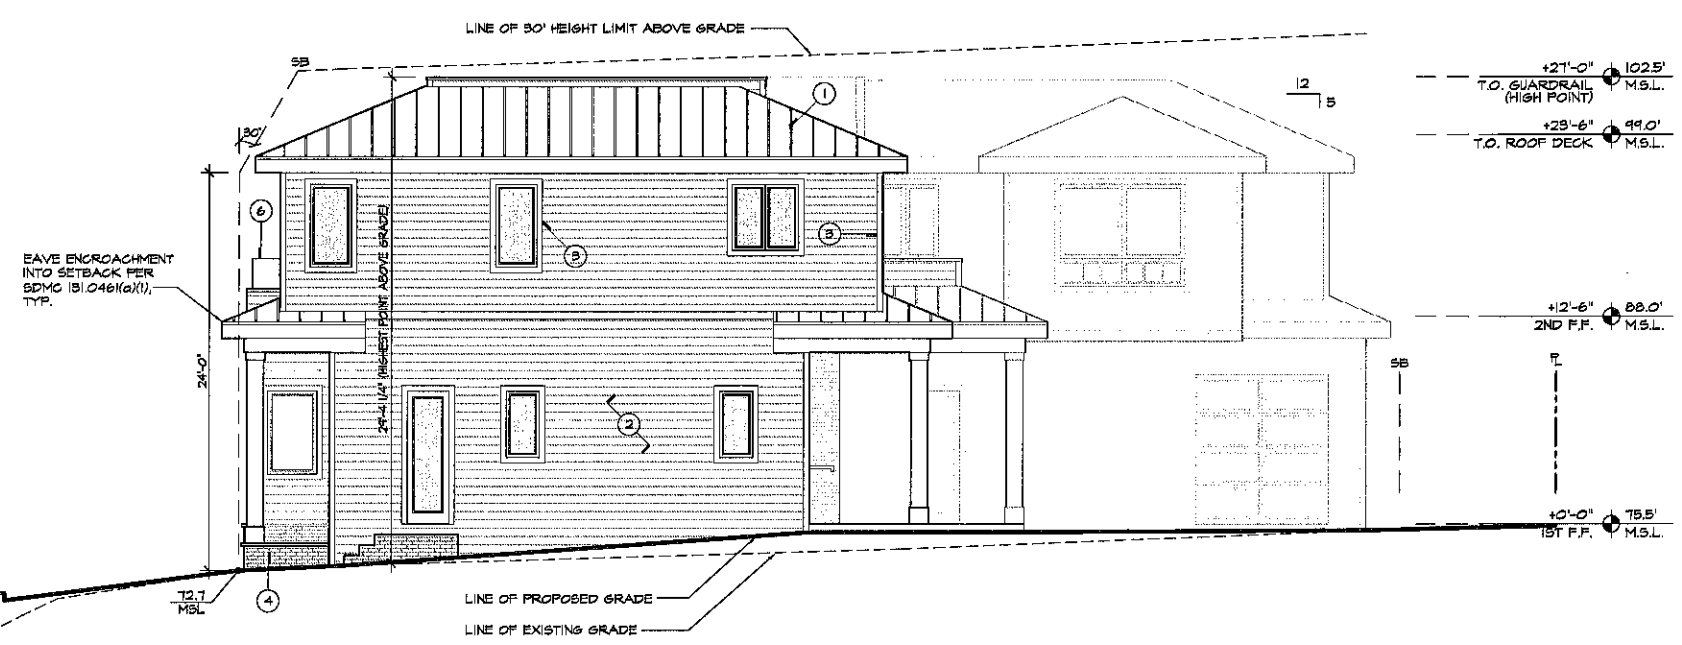 LINE OF 30' HEIGHT LIMIT ABOVE GRADE
SB
+27'-0" 102.5'
T.O. GUARDRAIL M.S.L.
(HIGH POINT)
12
5
1
30'
+23'-6" 99.0'
T.O. ROOF DECK M.S.L.
6
3
3
EAVE ENCROACHMENT
INTO SETBACK PER
SDMC 131.0461(a)(1),
TYP.
+12'-6" 88.0'
2ND F.F. M.S.L.
24'-0"
29'-4 1/4" (HIGHEST POINT ABOVE GRADE)
SB
PL
2
+0'-0" 75.5'
1ST F.F. M.S.L.
72.7
MSL
4
LINE OF PROPOSED GRADE
LINE OF EXISTING GRADE